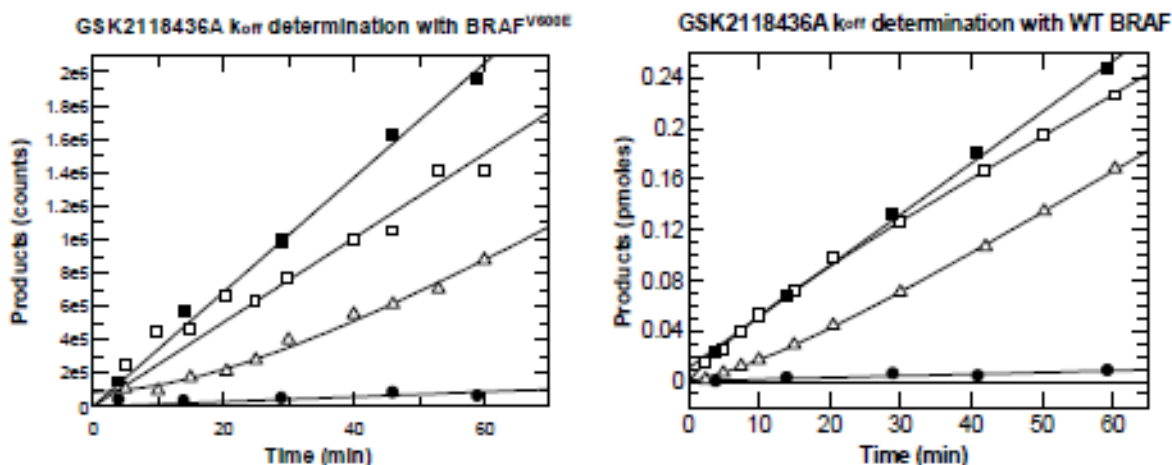 GSK2118436A koff determination with BRAF^V600E
2e6
1.8e6
1.6e6
1.4e6
1.2e6
1e6
8e5
6e5
4e5
2e5
0
Products (counts)
0 20 40 60
Time (min)
GSK2118436A koff determination with WT BRAF
0.24
0.2
0.16
0.12
0.08
0.04
0
Products (pmoles)
0 10 20 30 40 50 60
Time (min)